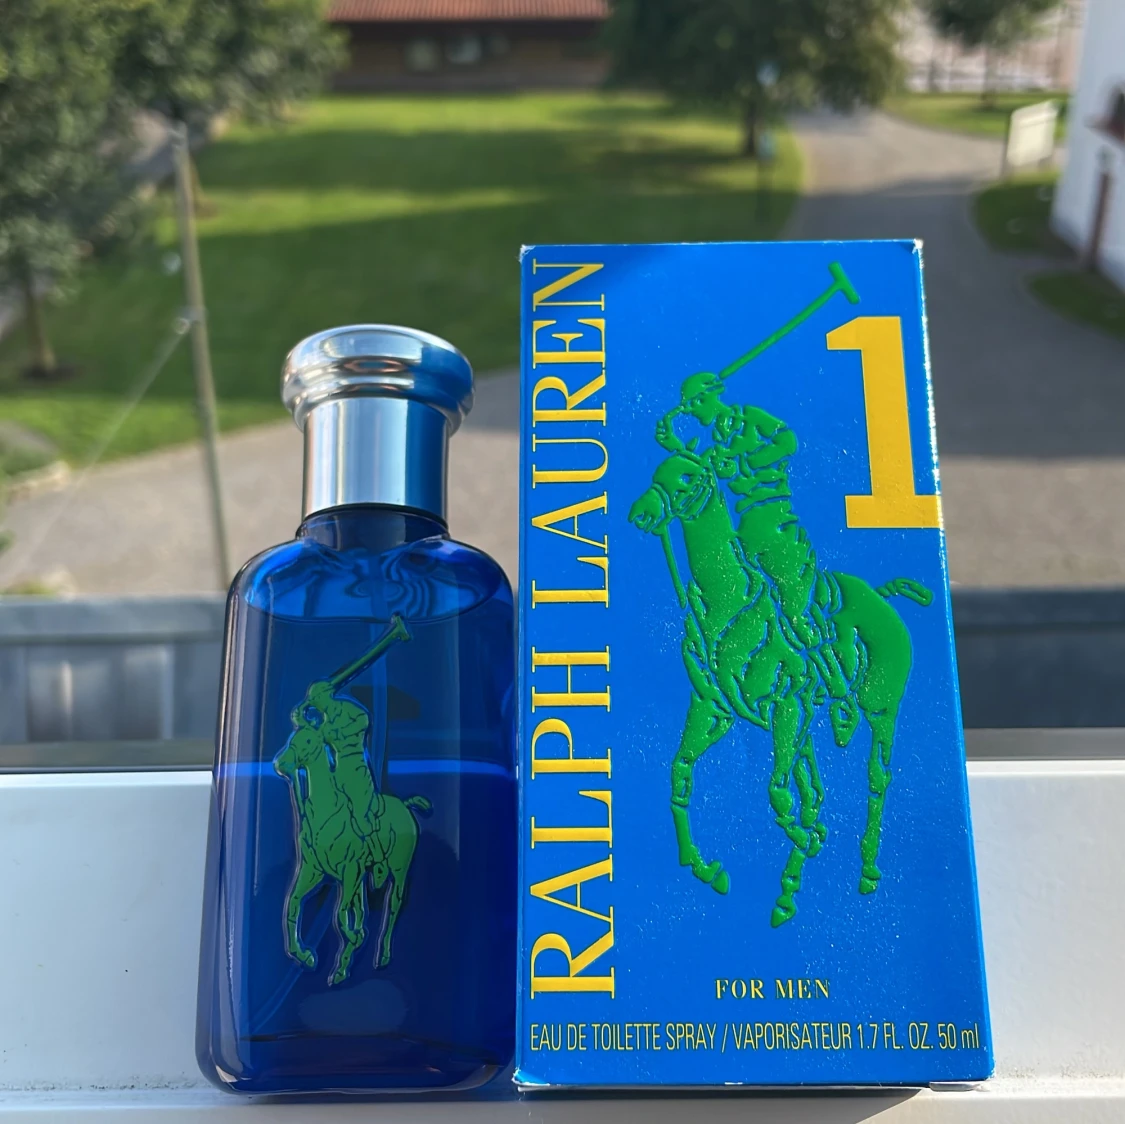 RALPH LAUREN
1
FOR MEN
EAU DE TOILETTE SPRAY / VAPORISATEUR 1.7 FL. OZ. 50 ml